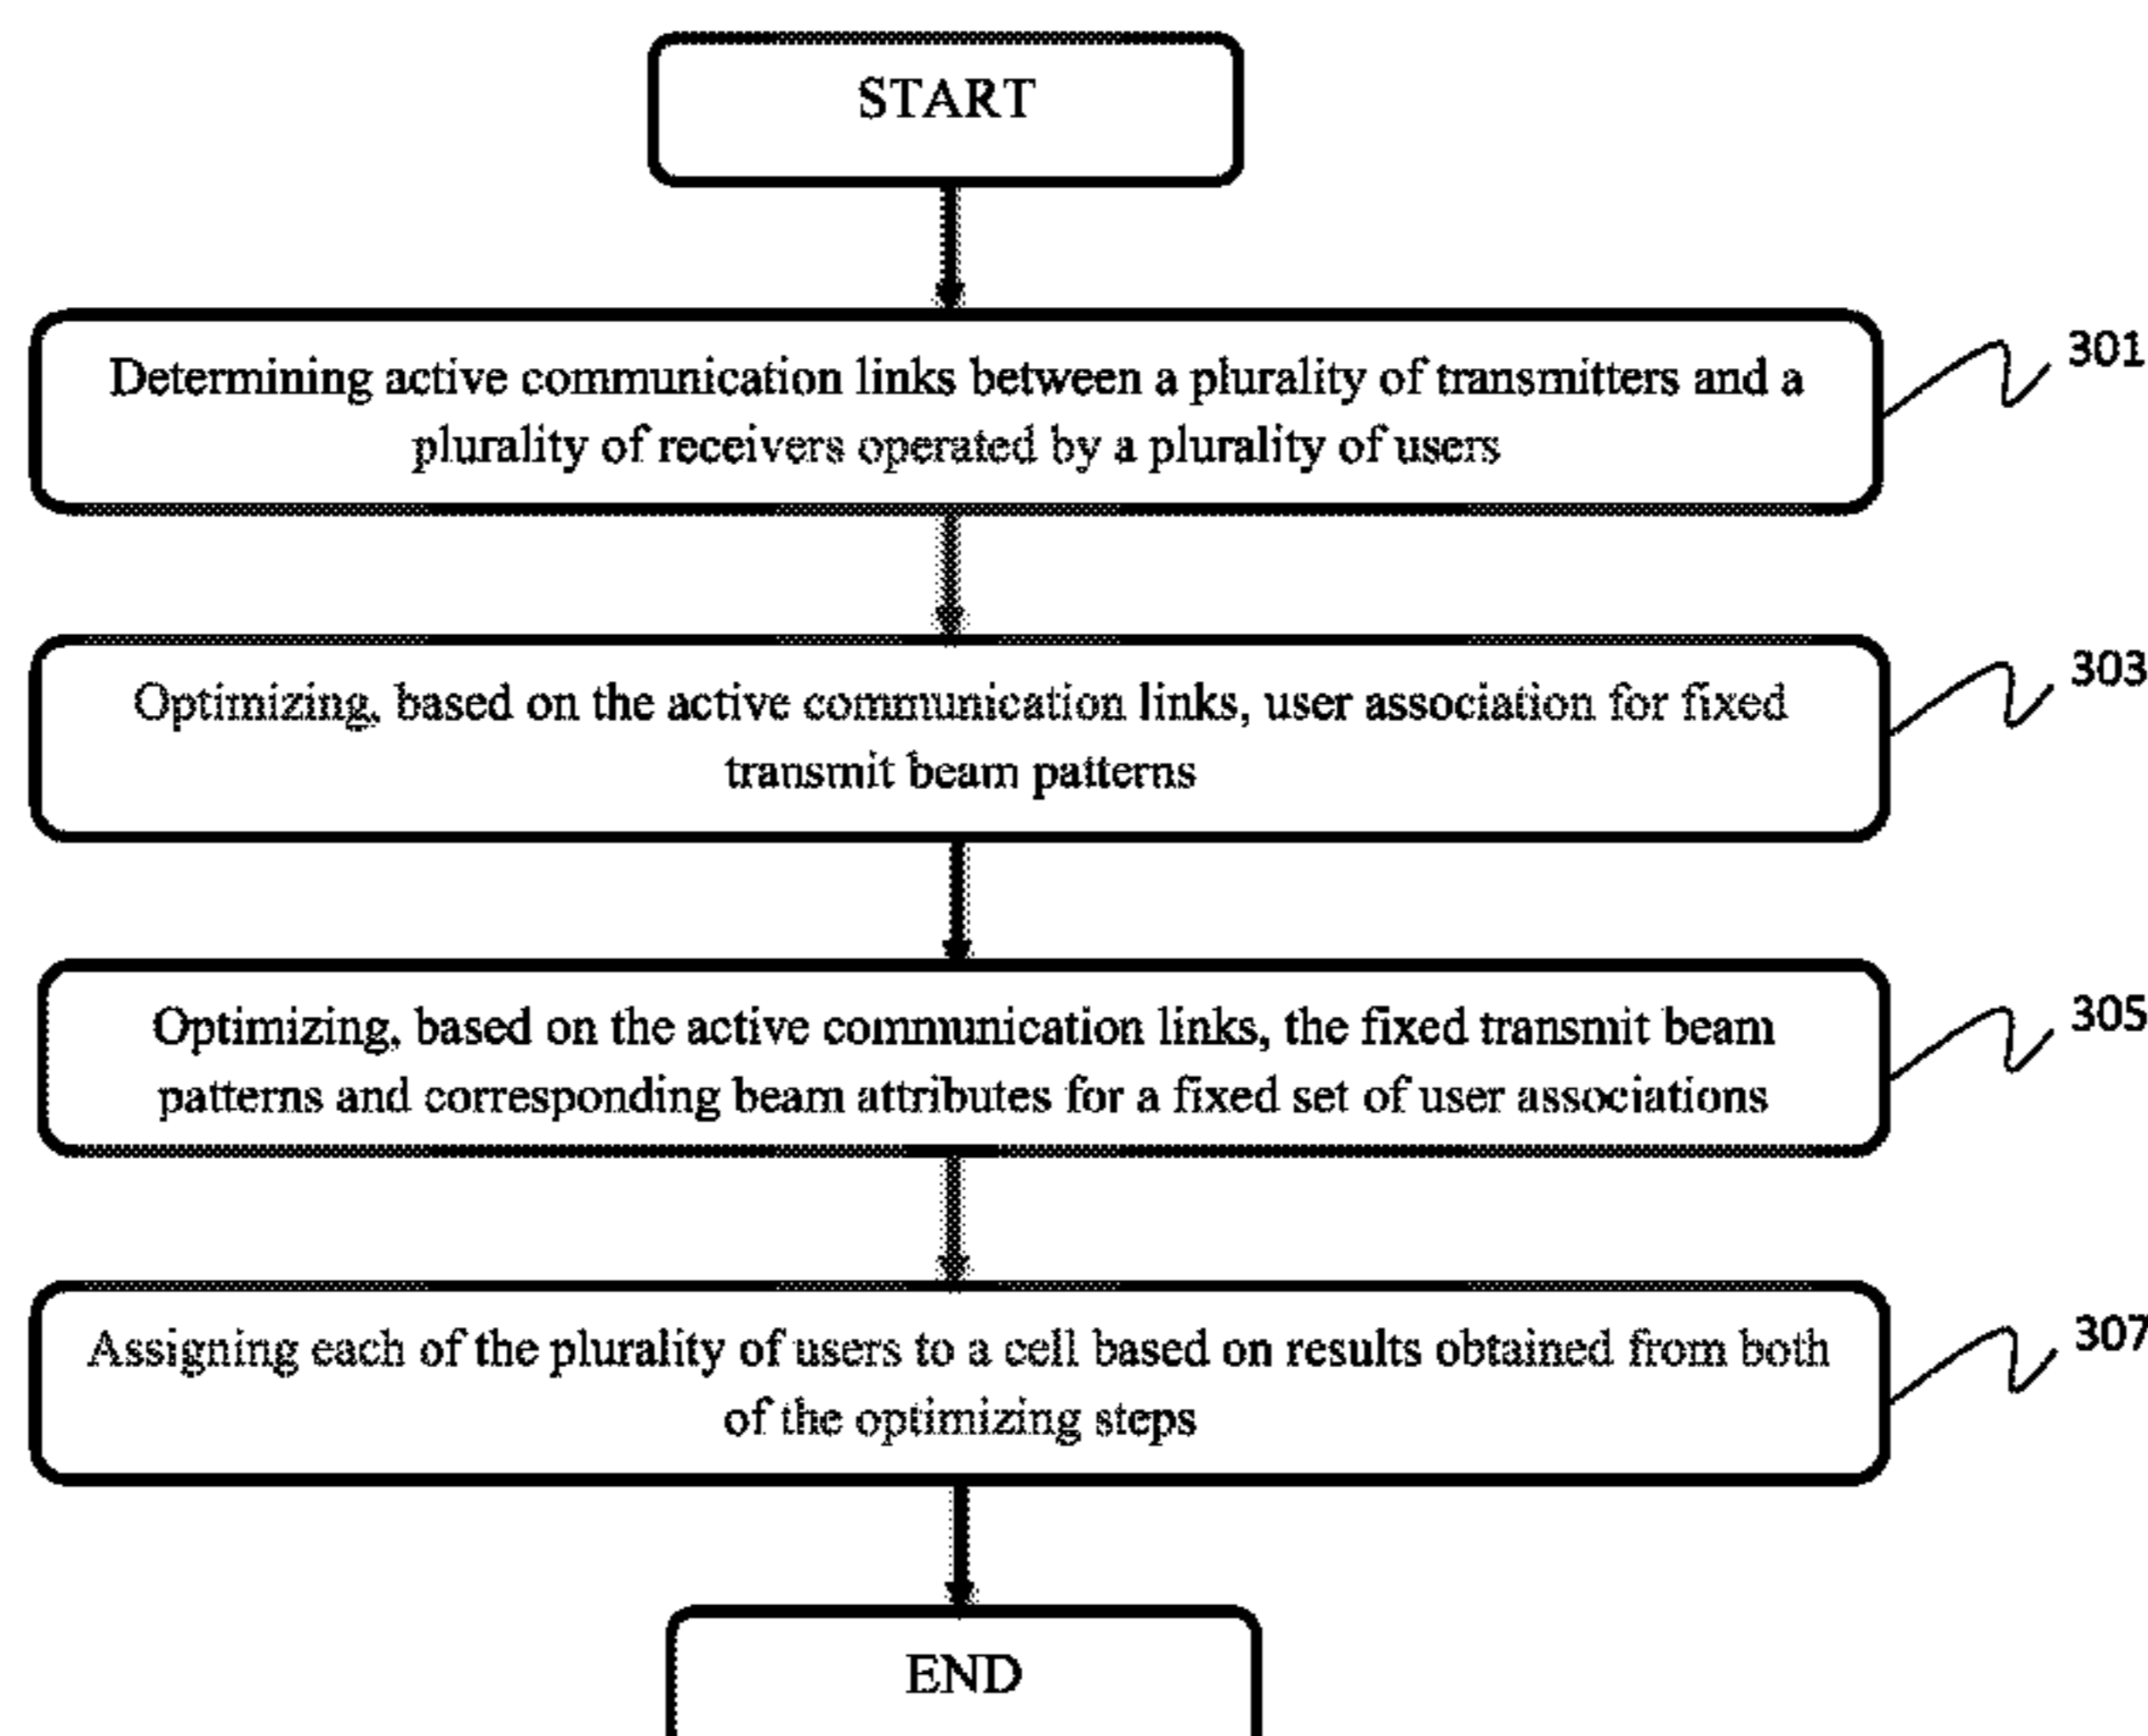 START
Determining active communication links between a plurality of transmitters and a
plurality of receivers operated by a plurality of users
301
Optimizing, based on the active communication links, user association for fixed
transmit beam patterns
303
Optimizing, based on the active communication links, the fixed transmit beam
patterns and corresponding beam attributes for a fixed set of user associations
305
Assigning each of the plurality of users to a cell based on results obtained from both
of the optimizing steps
307
END